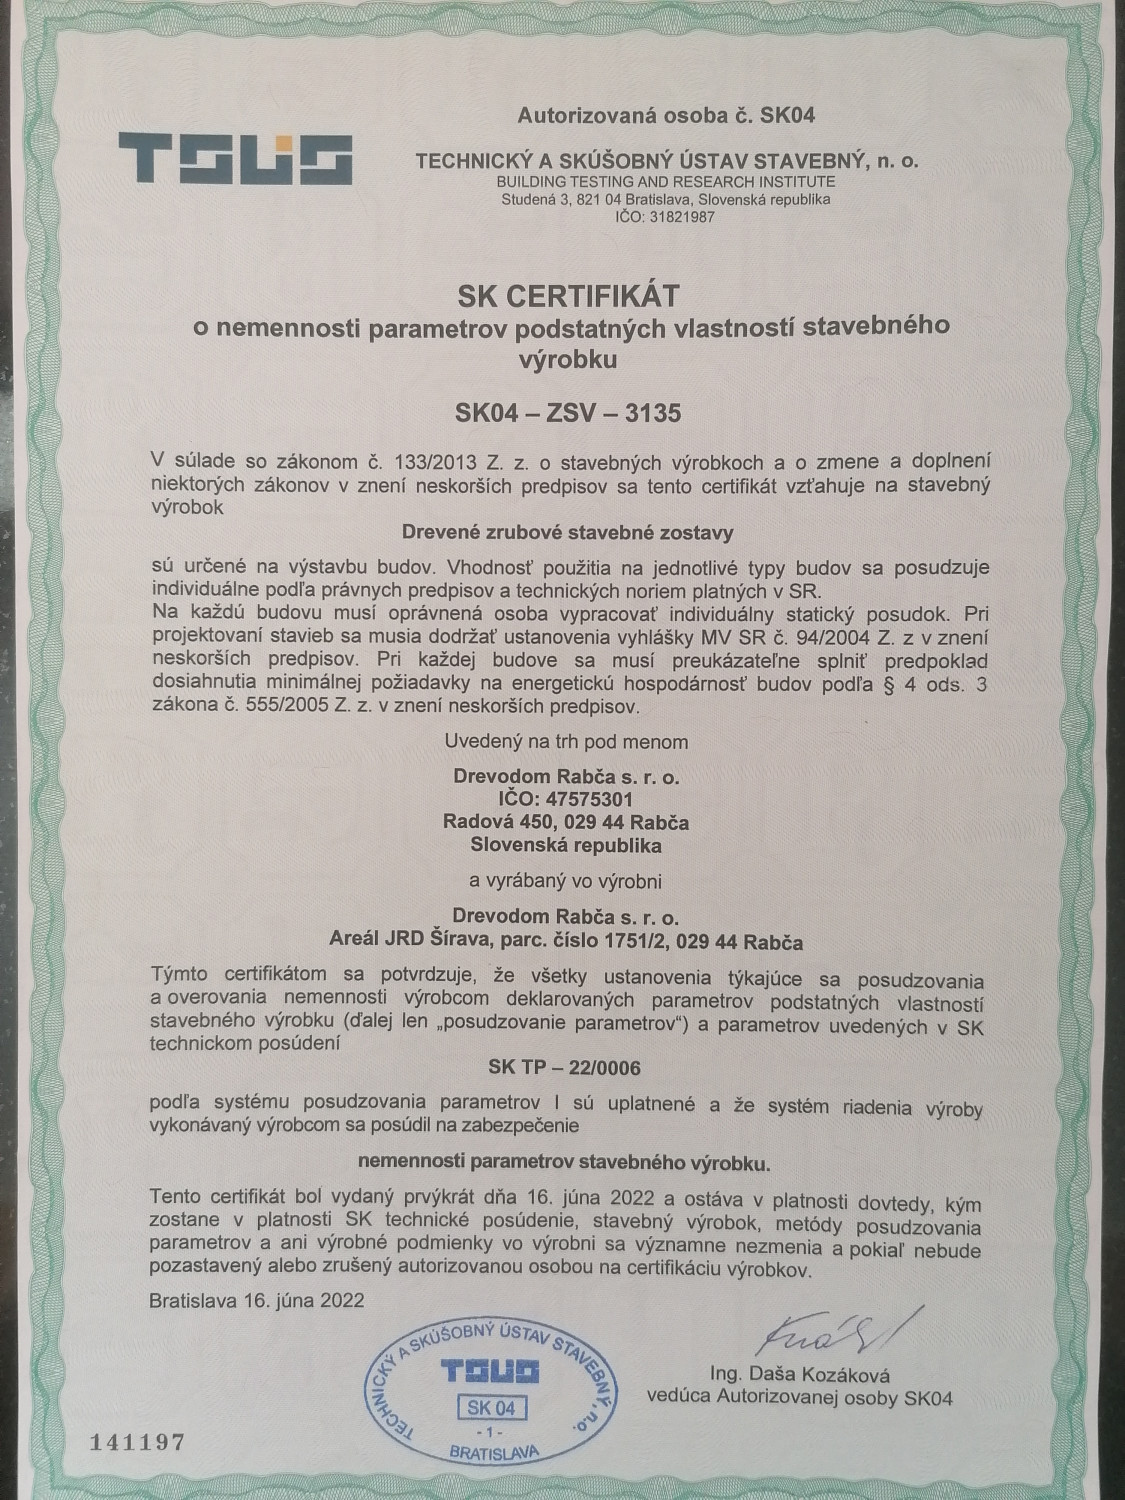 TSUS
Autorizovaná osoba č. SK04
TECHNICKÝ A SKÚŠOBNÝ ÚSTAV STAVEBNÝ, n. o.
BUILDING TESTING AND RESEARCH INSTITUTE
Studená 3, 821 04 Bratislava, Slovenská republika
IČO: 31821987
SK CERTIFIKÁT
o nemennosti parametrov podstatných vlastností stavebného
výrobku
SK04 – ZSV – 3135
V súlade so zákonom č. 133/2013 Z. z. o stavebných výrobkoch a o zmene a doplnení
niektorých zákonov v znení neskorších predpisov sa tento certifikát vzťahuje na stavebný
výrobok
Drevené zrubové stavebné zostavy
sú určené na výstavbu budov. Vhodnosť použitia na jednotlivé typy budov sa posudzuje
individuálne podľa právnych predpisov a technických noriem platných v SR.
Na každú budovu musí oprávnená osoba vypracovať individuálny statický posudok. Pri
projektovaní stavieb sa musia dodržať ustanovenia vyhlášky MV SR č. 94/2004 Z. z v znení
neskorších predpisov. Pri každej budove sa musí preukázateľne splniť predpoklad
dosiahnutia minimálnej požiadavky na energetickú hospodárnosť budov podľa § 4 ods. 3
zákona č. 555/2005 Z. z. v znení neskorších predpisov.
Uvedený na trh pod menom
Drevodom Rabča s. r. o.
IČO: 47575301
Radová 450, 029 44 Rabča
Slovenská republika
a vyrábaný vo výrobni
Drevodom Rabča s. r. o.
Areál JRD Šírava, parc. číslo 1751/2, 029 44 Rabča
Týmto certifikátom sa potvrdzuje, že všetky ustanovenia týkajúce sa posudzovania
a overovania nemennosti výrobcom deklarovaných parametrov podstatných vlastností
stavebného výrobku (ďalej len „posudzovanie parametrov“) a parametrov uvedených v SK
technickom posúdení
SK TP – 22/0006
podľa systému posudzovania parametrov I sú uplatnené a že systém riadenia výroby
vykonávaný výrobcom sa posúdil na zabezpečenie
nemennosti parametrov stavebného výrobku.
Tento certifikát bol vydaný prvýkrát dňa 16. júna 2022 a ostáva v platnosti dovtedy, kým
zostane v platnosti SK technické posúdenie, stavebný výrobok, metódy posudzovania
parametrov a ani výrobné podmienky vo výrobni sa významne nezmenia a pokiaľ nebude
pozastavený alebo zrušený autorizovanou osobou na certifikáciu výrobkov.
Bratislava 16. júna 2022
TECHNICKÝ A SKÚŠOBNÝ ÚSTAV STAVEBNÝ, n.o.
TSUS
SK 04
- 1 -
BRATISLAVA
Ing. Daša Kozáková
vedúca Autorizovanej osoby SK04
141197